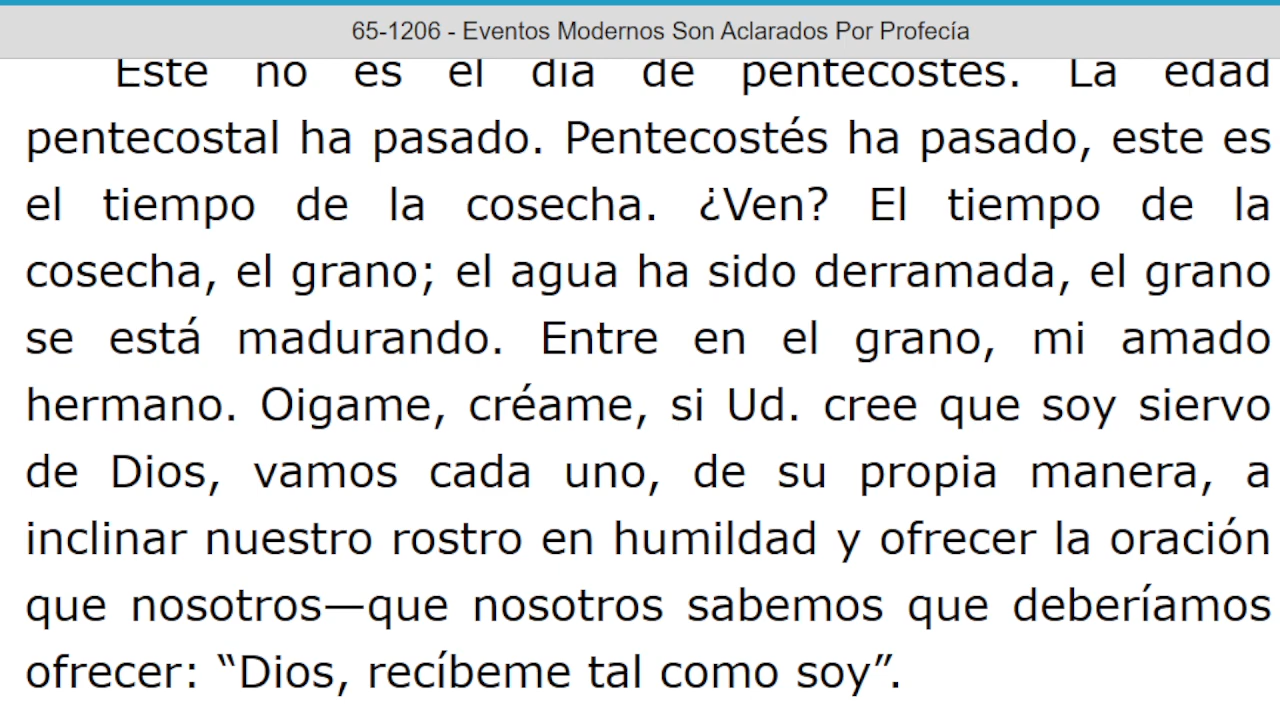 65-1206 - Eventos Modernos Son Aclarados Por Profecía
Este no es el día de pentecostés. La edad
pentecostal ha pasado. Pentecostés ha pasado, este es
el tiempo de la cosecha. ¿Ven? El tiempo de la
cosecha, el grano; el agua ha sido derramada, el grano
se está madurando. Entre en el grano, mi amado
hermano. Oigame, créame, si Ud. cree que soy siervo
de Dios, vamos cada uno, de su propia manera, a
inclinar nuestro rostro en humildad y ofrecer la oración
que nosotros—que nosotros sabemos que deberíamos
ofrecer: “Dios, recíbeme tal como soy”.